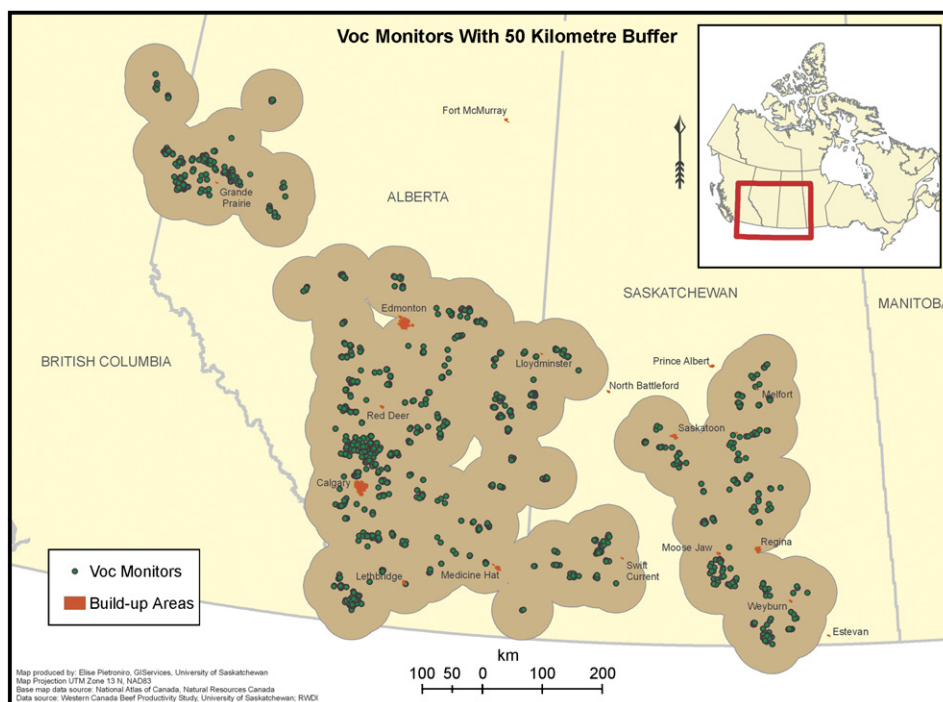 Voc Monitors With 50 Kilometre Buffer
Fort McMurray
ALBERTA
Grande
Prairie
SASKATCHEWAN
MANITOBA
BRITISH COLUMBIA
Edmonton
Lloydminster
Prince Albert
North Battleford
Melfort
Red Deer
Saskatoon
Calgary
Moose Jaw
Regina
Lethbridge
Medicine Hat
Swift
Current
Weyburn
Estevan
Voc Monitors
Build-up Areas
km
100 50 0 100 200
Map produced by: Elise Pietroniro, GIServices, University of Saskatchewan
Map Projection UTM Zone 13 N, NAD83
Base map data source: National Atlas of Canada, Natural Resources Canada
Data source: Western Canada Beef Productivity Study, University of Saskatchewan; RWDI